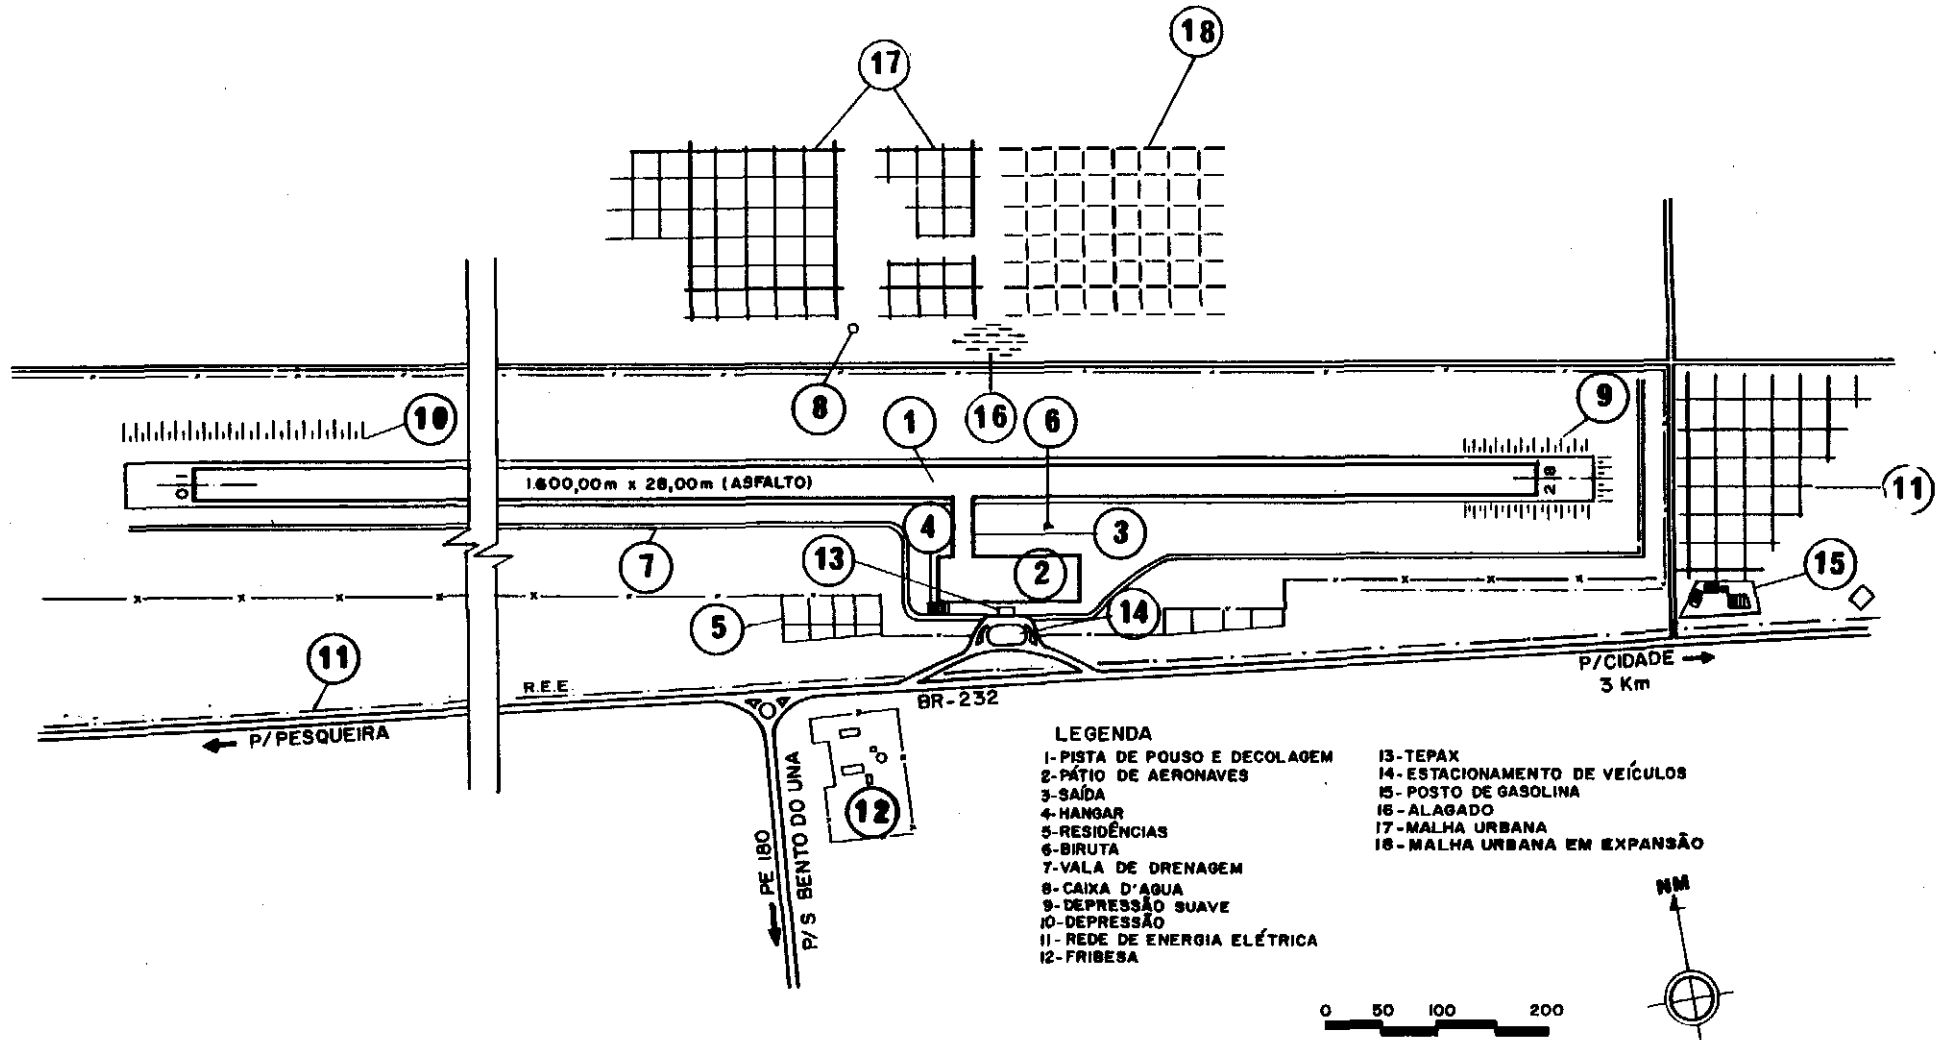 18
17
8
16
6
9
10
1
1.600,00m x 28,00m (ASFALTO)
28
11
4
3
7
13
2
15
5
14
11
R.E.E.
BR-232
P/CIDADE
3 Km
P/PESQUEIRA
PE 180
P/S BENTO DO UNA
12
LEGENDA
1-PISTA DE POUSO E DECOLAGEM
2-PÁTIO DE AERONAVES
3-SAÍDA
4-HANGAR
5-RESIDÊNCIAS
6-BIRUTA
7-VALA DE DRENAGEM
8-CAIXA D'AGUA
9-DEPRESSÃO SUAVE
10-DEPRESSÃO
11-REDE DE ENERGIA ELÉTRICA
12-FRIBESA
13-TEPAX
14-ESTACIONAMENTO DE VEÍCULOS
15-POSTO DE GASOLINA
16-ALAGADO
17-MALHA URBANA
18-MALHA URBANA EM EXPANSÃO
NM
0 50 100 200